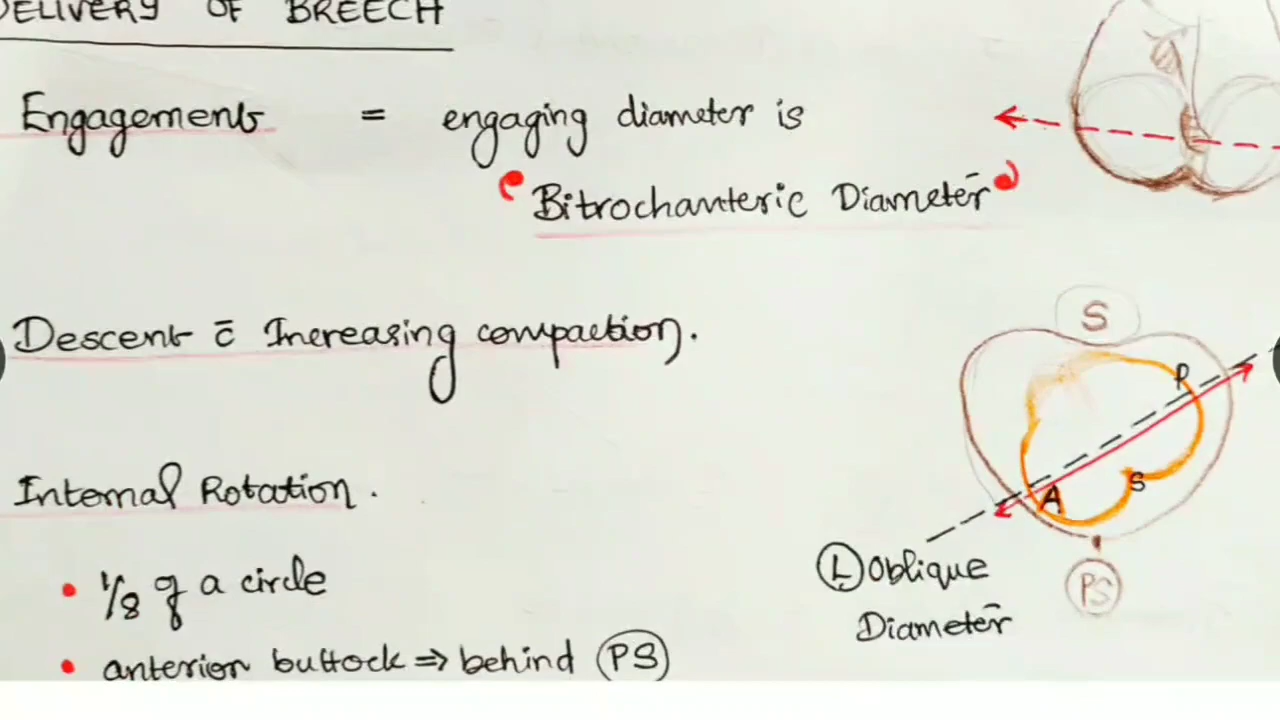 DELIVERY OF BREECH
Engagement = engaging diameter is
"Bitrochanteric Diameter"
Descent c̄ Increasing compaction.
Internal Rotation.
• 1/8 of a circle
• anterior buttock ⇒ behind PS
S
P
S
A
L Oblique
Diameter
PS